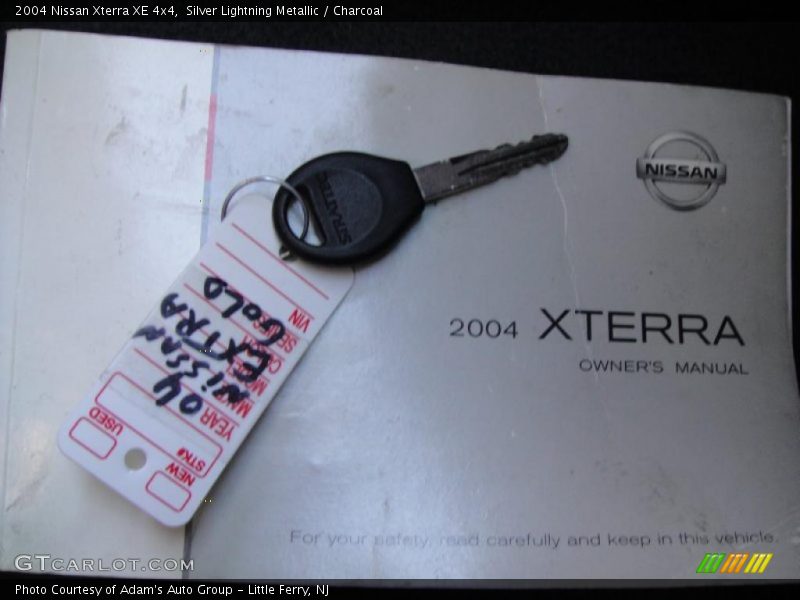 2004 Nissan Xterra XE 4x4, Silver Lightning Metallic / Charcoal
NISSAN
STRATTEC
2004 XTERRA
OWNER'S MANUAL
For your safety, read carefully and keep in this vehicle.
NEW
USED
STK#
YEAR 04
MAKE NISSAN
EXTRA
GOLD
VIN
GTCARLOT.COM
Photo Courtesy of Adam's Auto Group - Little Ferry, NJ